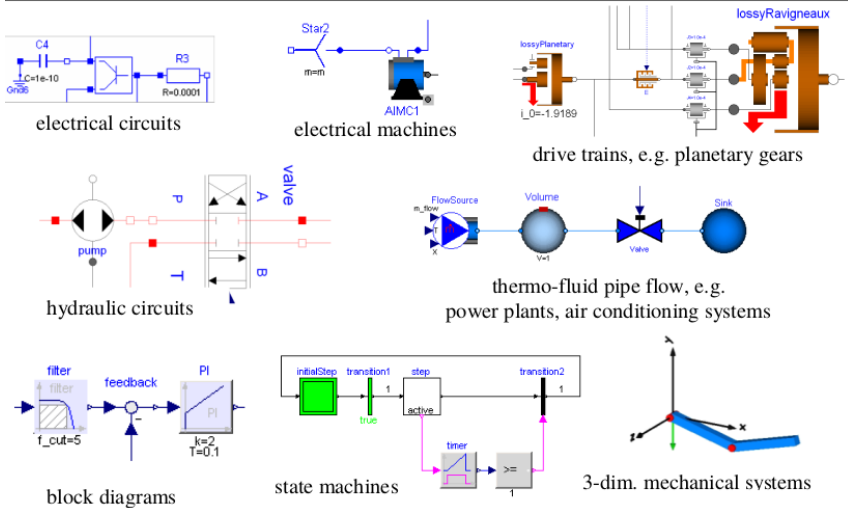 C4
C=1e-10
Gnd6
R3
R=0.0001
electrical circuits
Star2
m=m
AIMC1
electrical machines
lossyPlanetary
i_0=-1.9189
lossyRavigneaux
drive trains, e.g. planetary gears
P
A
valve
pump
T
B
hydraulic circuits
m_flow
FlowSource
T
X
Volume
V=1
Valve
Sink
thermo-fluid pipe flow, e.g.
power plants, air conditioning systems
filter
filter
f_cut=5
feedback
-
PI
PI
k=2
T=0.1
block diagrams
initialStep
transition1
true
1
step
active
transition2
1
timer
>=
1
state machines
y
x
z
3-dim. mechanical systems